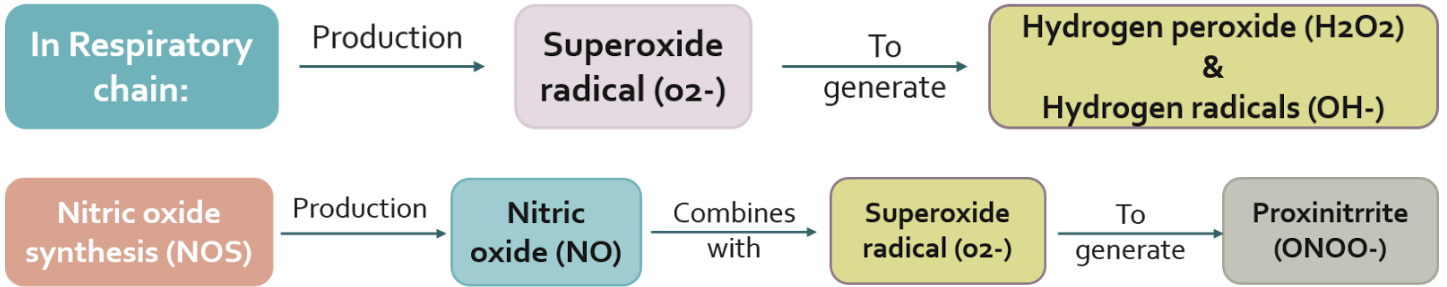 In Respiratory
chain:
Production
Superoxide
radical (o2-)
To
generate
Hydrogen peroxide (H2O2)
&
Hydrogen radicals (OH-)
Nitric oxide
synthesis (NOS)
Production
Nitric
oxide (NO)
Combines
with
Superoxide
radical (o2-)
To
generate
Proxinitrrite
(ONOO-)